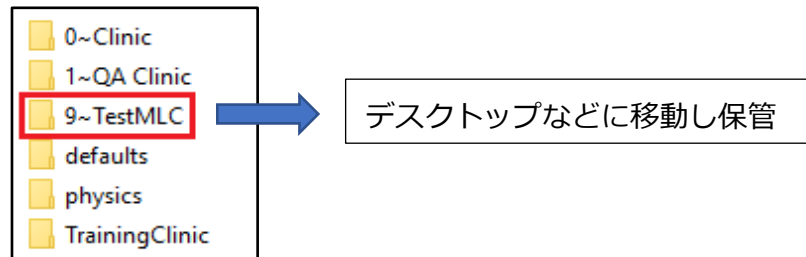 0~Clinic
1~QA Clinic
9~TestMLC
defaults
physics
TrainingClinic
デスクトップなどに移動し保管